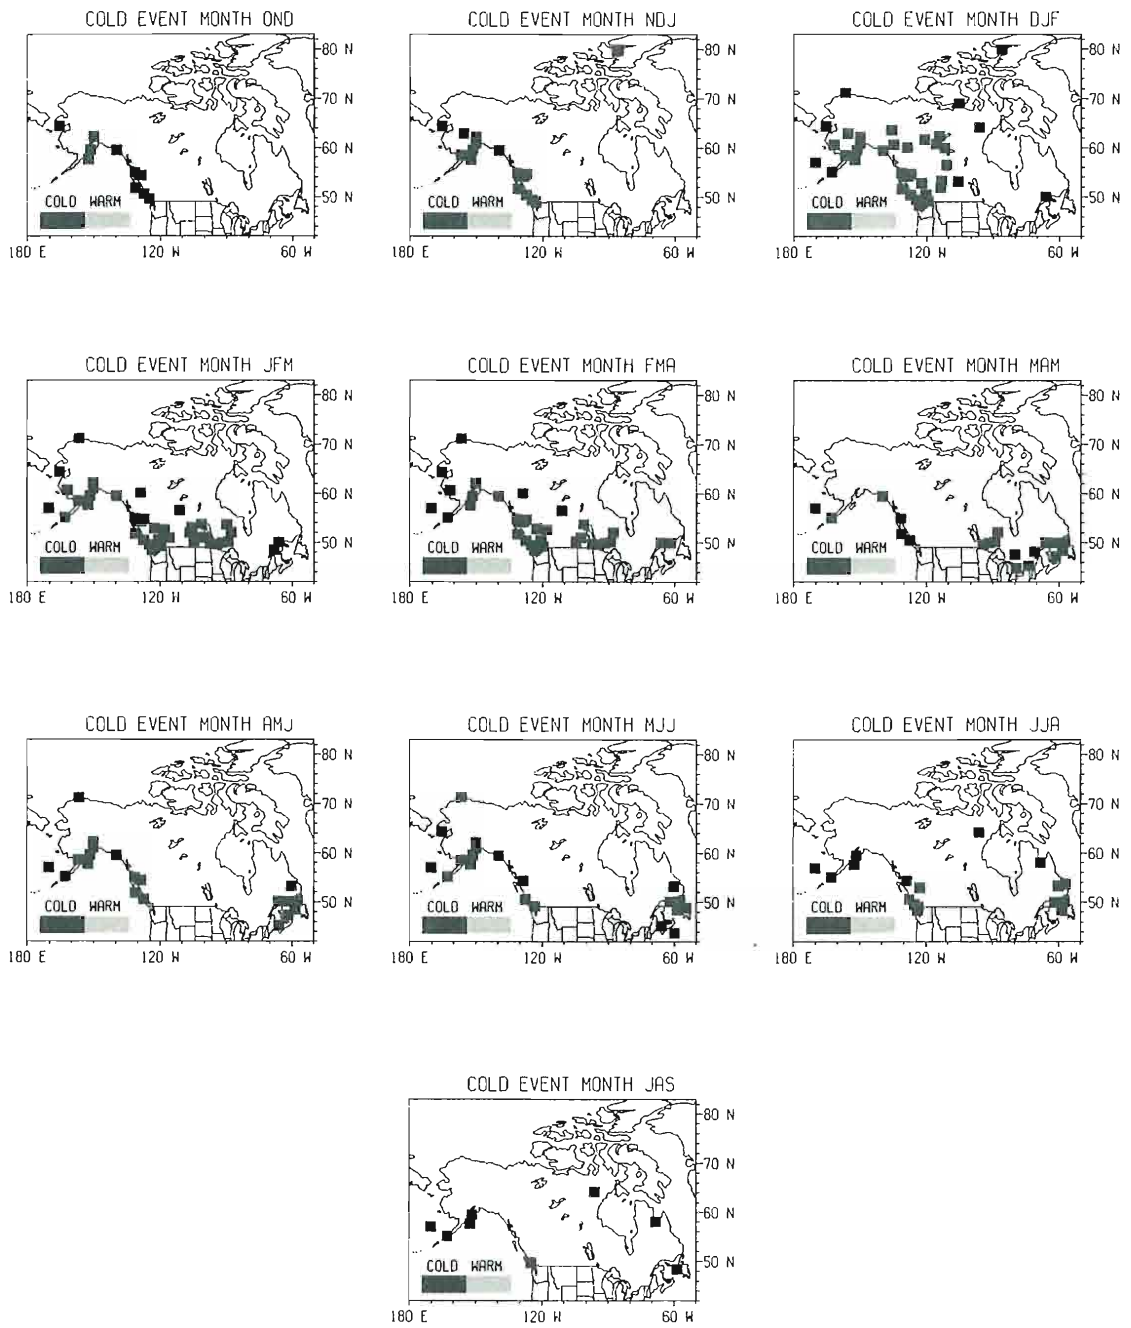 COLD EVENT MONTH OND
80 N
70 N
60 N
50 N
COLD WARM
180 E 120 W 60 W
COLD EVENT MONTH NDJ
80 N
70 N
60 N
50 N
COLD WARM
180 E 120 W 60 W
COLD EVENT MONTH DJF
80 N
70 N
60 N
50 N
COLD WARM
180 E 120 W 60 W
COLD EVENT MONTH JFM
80 N
70 N
60 N
50 N
COLD WARM
180 E 120 W 60 W
COLD EVENT MONTH FMA
80 N
70 N
60 N
50 N
COLD WARM
180 E 120 W 60 W
COLD EVENT MONTH MAM
80 N
70 N
60 N
50 N
COLD WARM
180 E 120 W 60 W
COLD EVENT MONTH AMJ
80 N
70 N
60 N
50 N
COLD WARM
180 E 120 W 60 W
COLD EVENT MONTH MJJ
80 N
70 N
60 N
50 N
COLD WARM
180 E 120 W 60 W
COLD EVENT MONTH JJA
80 N
70 N
60 N
50 N
COLD WARM
180 E 120 W 60 W
COLD EVENT MONTH JAS
80 N
70 N
60 N
50 N
COLD WARM
180 E 120 W 60 W